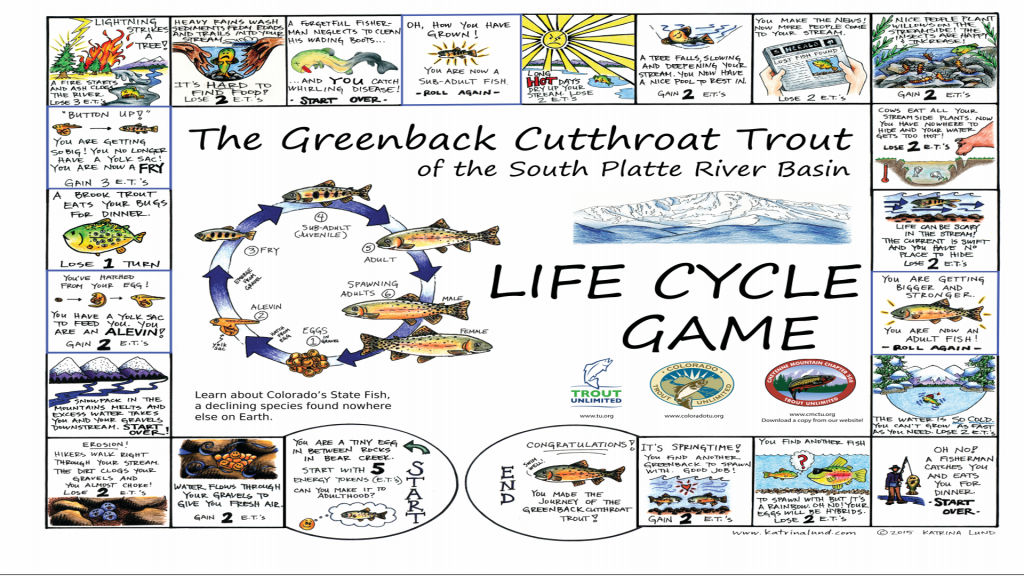 LIGHTNING
STRIKES
A
TREE!
A FIRE STARTS
AND ASH CLOGS
THE RIVER.
LOSE 3 E.T.'s
HEAVY RAINS WASH
SEDIMENTS FROM ROADS
AND TRAILS INTO YOUR
STREAM.
IT'S HARD TO
FIND FOOD!
LOSE 2 E.T.'s
A FORGETFUL FISHER-
MAN NEGLECTS TO CLEAN
HIS WADING BOOTS...
...AND YOU CATCH
WHIRLING DISEASE!
- START OVER -
OH, HOW YOU HAVE
GROWN!
YOU ARE NOW A
SUB-ADULT FISH
- ROLL AGAIN -
LONG
HOT DAYS
DRY UP YOUR
STREAM. LOSE
2 E.T.'s
A TREE FALLS, SLOWING
AND DEEPENING YOUR
STREAM. YOU NOW HAVE
A NICE POOL TO REST IN.
GAIN 2 E.T.'s
YOU MAKE THE NEWS!
NOW MORE PEOPLE COME
TO YOUR STREAM.
LOST FISH FOUND
LOSE 2 E.T.'s
NICE PEOPLE PLANT
WILLOWS ON THE
STREAMSIDE! THE
INSECTS ARE HAPPY
INCREASE!
GAIN 2 E.T.'s
"BUTTON UP!"
YOU ARE GETTING
SO BIG! YOU NO LONGER
HAVE A YOLK SAC!
YOU ARE NOW A FRY
GAIN 3 E.T.'s
COWS EAT ALL YOUR
STREAMSIDE PLANTS. NOW
YOU HAVE NOWHERE TO
HIDE AND YOUR WATER
GETS TOO HOT!
LOSE 2 E.T.'s
The Greenback Cutthroat Trout
of the South Platte River Basin
A BROOK TROUT
EATS YOUR BUGS
FOR DINNER.
LOSE 1 TURN
LIFE CAN BE SCARY
IN THE STREAM!
THE CURRENT IS SWIFT
AND YOU HAVE NO
PLACE TO HIDE
LOSE 2 E.T.'s
④
SUB-ADULT
(JUVENILE)
③ FRY
⑤
ADULT
EMERGE FROM GRAVEL
SPAWNING
ADULTS ⑥
MALE
FEMALE
ALEVIN
②
YOLK
SAC
HATCH FROM EGG
EGGS
① IN GRAVEL
LIFE CYCLE
GAME
YOU'VE HATCHED
FROM YOUR EGG!
YOU HAVE A YOLK SAC
TO FEED YOU. YOU
ARE AN ALEVIN!
GAIN 2 E.T.'s
YOU ARE GETTING
BIGGER AND
STRONGER.
YOU ARE NOW AN
ADULT FISH!
- ROLL AGAIN -
SNOWPACK IN THE
MOUNTAINS MELTS AND
EXCESS WATER TAKES
YOU AND YOUR GRAVELS
DOWNSTREAM. START
OVER!
Learn about Colorado's State Fish,
a declining species found nowhere
else on Earth.
TROUT
UNLIMITED
www.tu.org
COLORADO
TROUT UNLIMITED
www.coloradotu.org
CHEYENNE MOUNTAIN CHAPTER
TROUT UNLIMITED
www.cmctu.org
Download a copy from our website!
THE WATER IS SO COLD
YOU CAN'T GROW AS FAST
AS YOU NEED. LOSE 2 E.T.'s
EROSION!
HIKERS WALK RIGHT
THROUGH YOUR STREAM.
THE DIRT CLOGS YOUR
GRAVELS AND
YOU ALMOST CHOKE!
LOSE 2 E.T.'s
WATER FLOWS THROUGH
YOUR GRAVELS TO
GIVE YOU FRESH AIR.
GAIN 2 E.T.'s
YOU ARE A TINY EGG
IN BETWEEN ROCKS
IN BEAR CREEK.
START WITH 5
ENERGY TOKENS (E.T.'s)
CAN YOU MAKE IT TO
ADULTHOOD?
START
END
CONGRATULATIONS!
SWIM WELL!
YOU MADE THE
JOURNEY OF THE
GREENBACK CUTTHROAT
TROUT!
IT'S SPRINGTIME!
YOU FIND ANOTHER
GREENBACK TO SPAWN
WITH. GOOD JOB!
GAIN 2 E.T.'s
YOU FIND ANOTHER FISH
?
TO SPAWN WITH BUT IT'S
A RAINBOW. OH NO! YOUR
EGGS WILL BE HYBRIDS.
LOSE 2 E.T.'s
OH NO!
A FISHERMAN
CATCHES YOU
AND EATS
YOU FOR
DINNER.
-START
OVER-
www.katrinalund.com
© 2015 KATRINA LUND